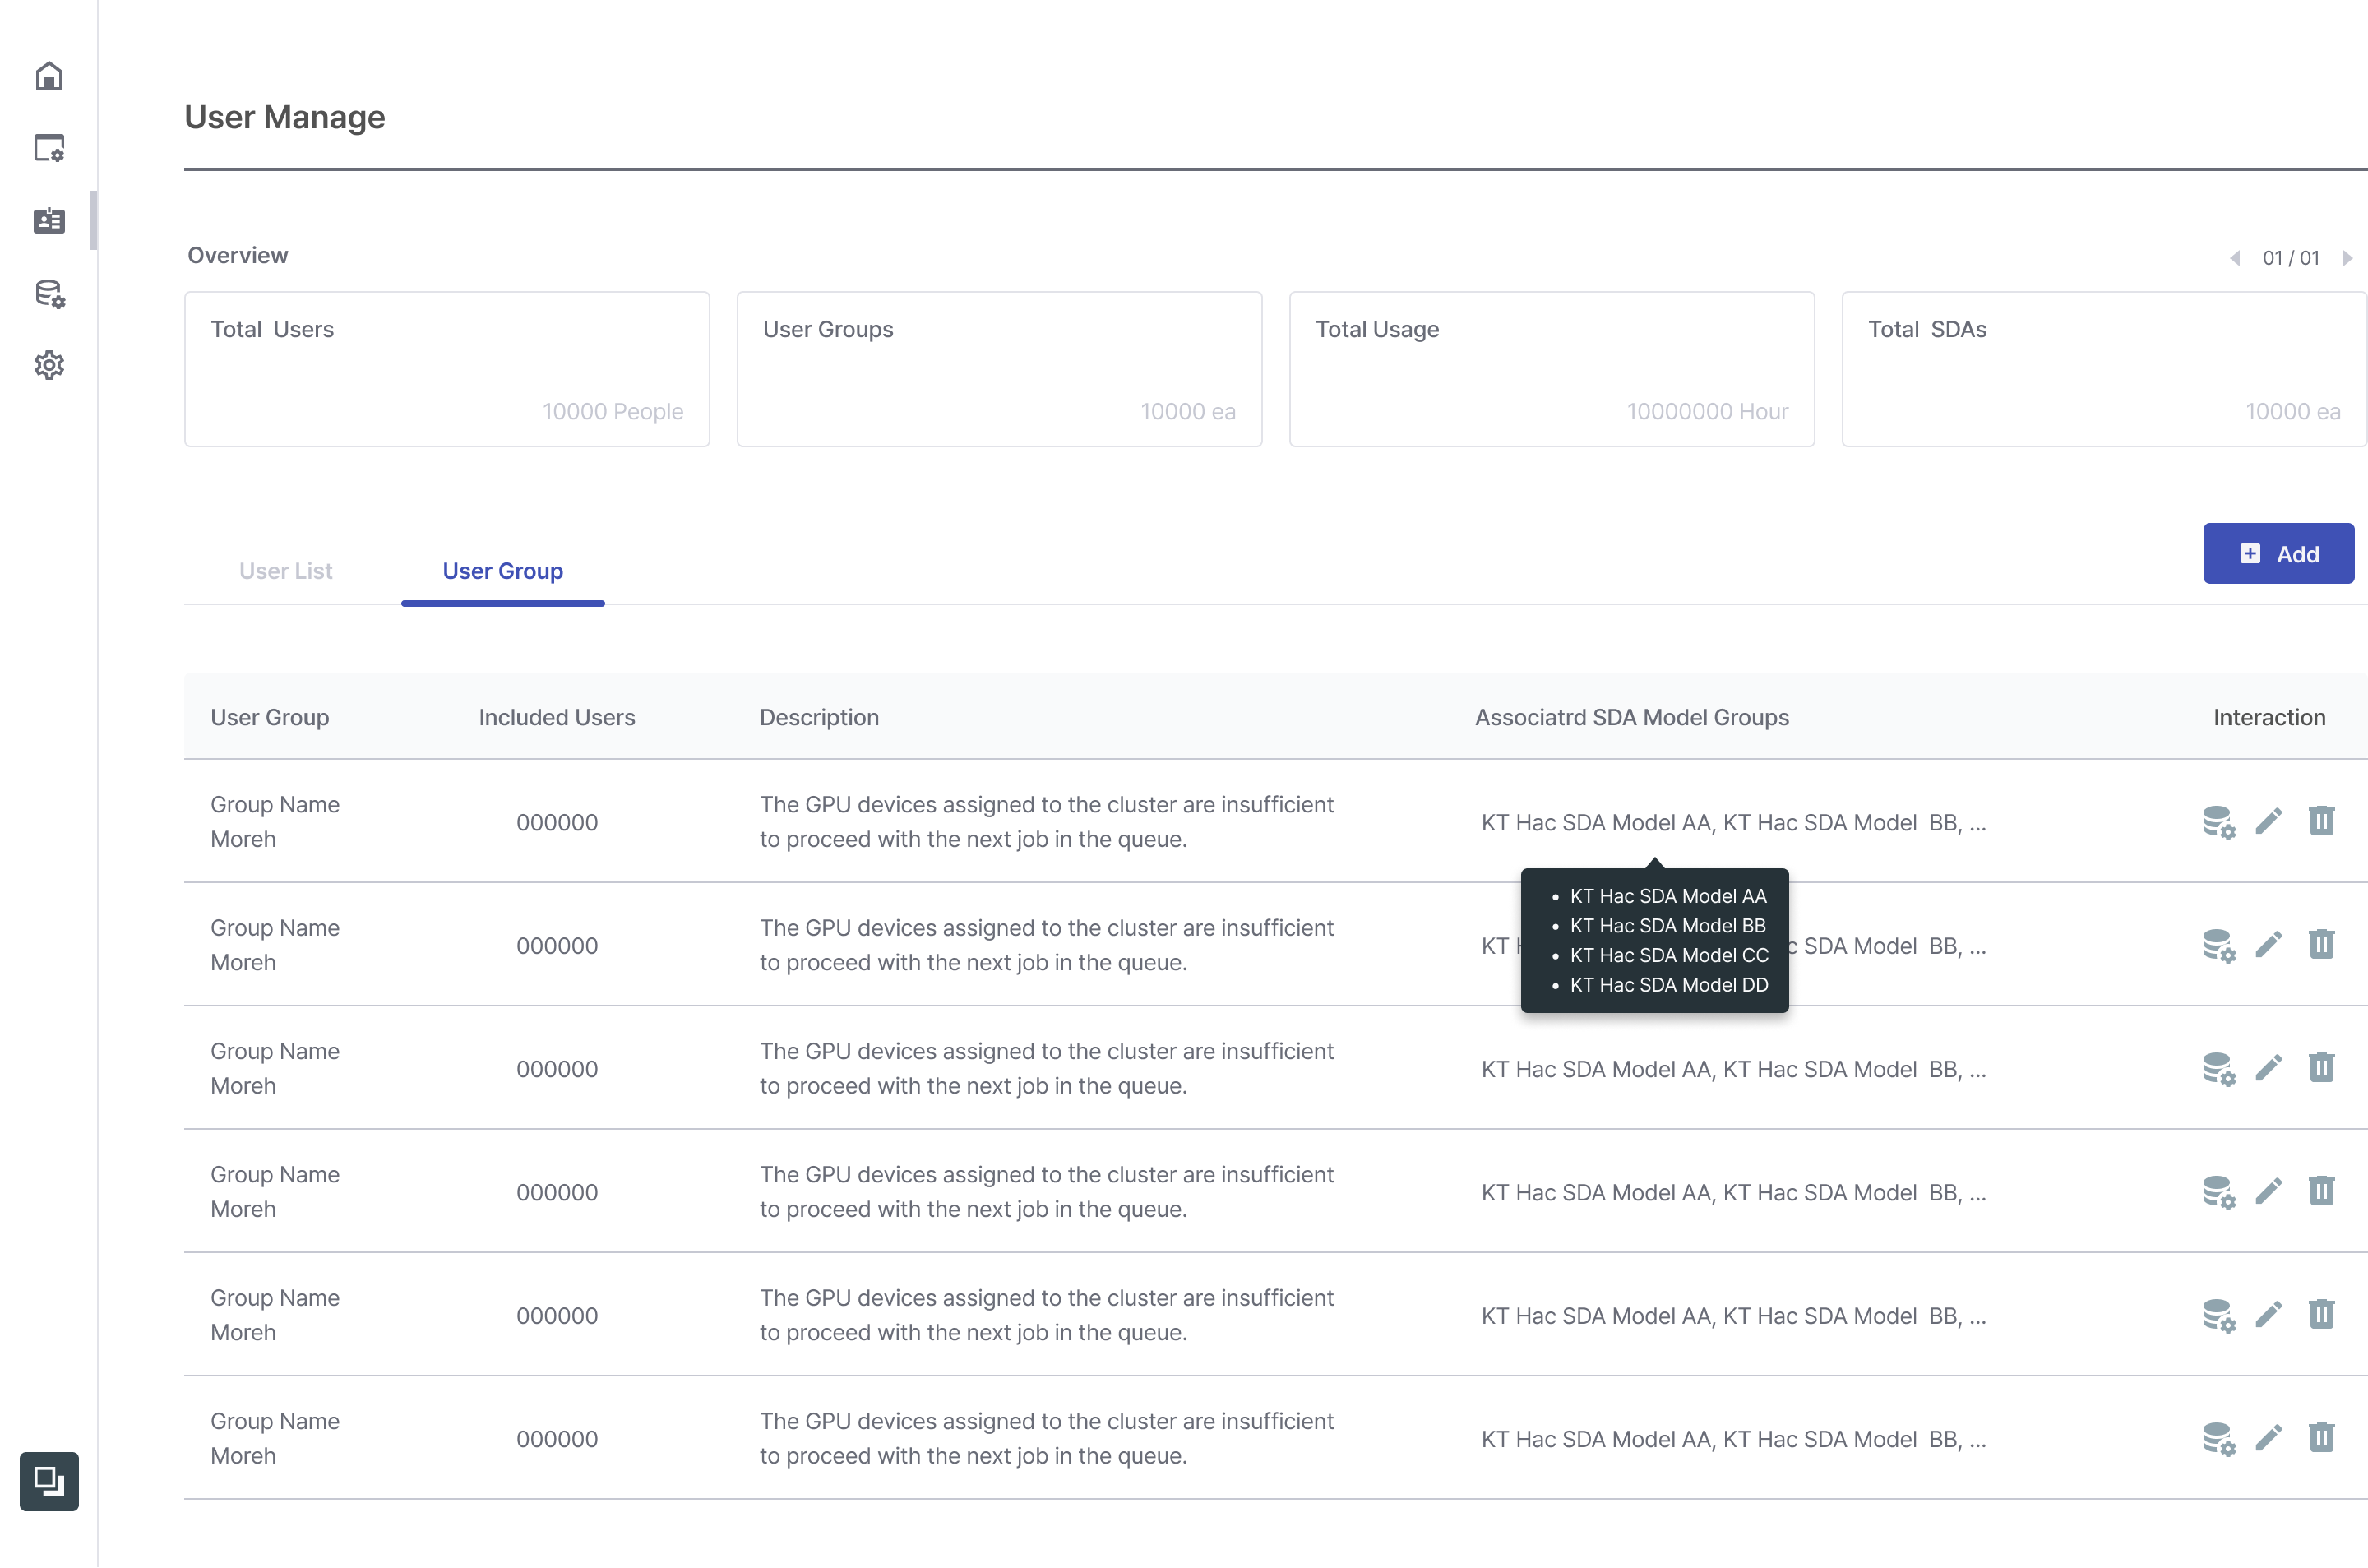 User Manage
Overview
01 / 01
Total  Users
10000 People
User Groups
10000 ea
Total Usage
10000000 Hour
Total  SDAs
10000 ea
User List
User Group
Add
User Group
Included Users
Description
Associatrd SDA Model Groups
Interaction
Group Name
Moreh
000000
The GPU devices assigned to the cluster are insufficient
to proceed with the next job in the queue.
KT Hac SDA Model AA, KT Hac SDA Model  BB, ...
KT Hac SDA Model AA
KT Hac SDA Model BB
KT Hac SDA Model CC
KT Hac SDA Model DD
Group Name
Moreh
000000
The GPU devices assigned to the cluster are insufficient
to proceed with the next job in the queue.
KT SDA Model  BB, ...
Group Name
Moreh
000000
The GPU devices assigned to the cluster are insufficient
to proceed with the next job in the queue.
KT Hac SDA Model AA, KT Hac SDA Model  BB, ...
Group Name
Moreh
000000
The GPU devices assigned to the cluster are insufficient
to proceed with the next job in the queue.
KT Hac SDA Model AA, KT Hac SDA Model  BB, ...
Group Name
Moreh
000000
The GPU devices assigned to the cluster are insufficient
to proceed with the next job in the queue.
KT Hac SDA Model AA, KT Hac SDA Model  BB, ...
Group Name
Moreh
000000
The GPU devices assigned to the cluster are insufficient
to proceed with the next job in the queue.
KT Hac SDA Model AA, KT Hac SDA Model  BB, ...